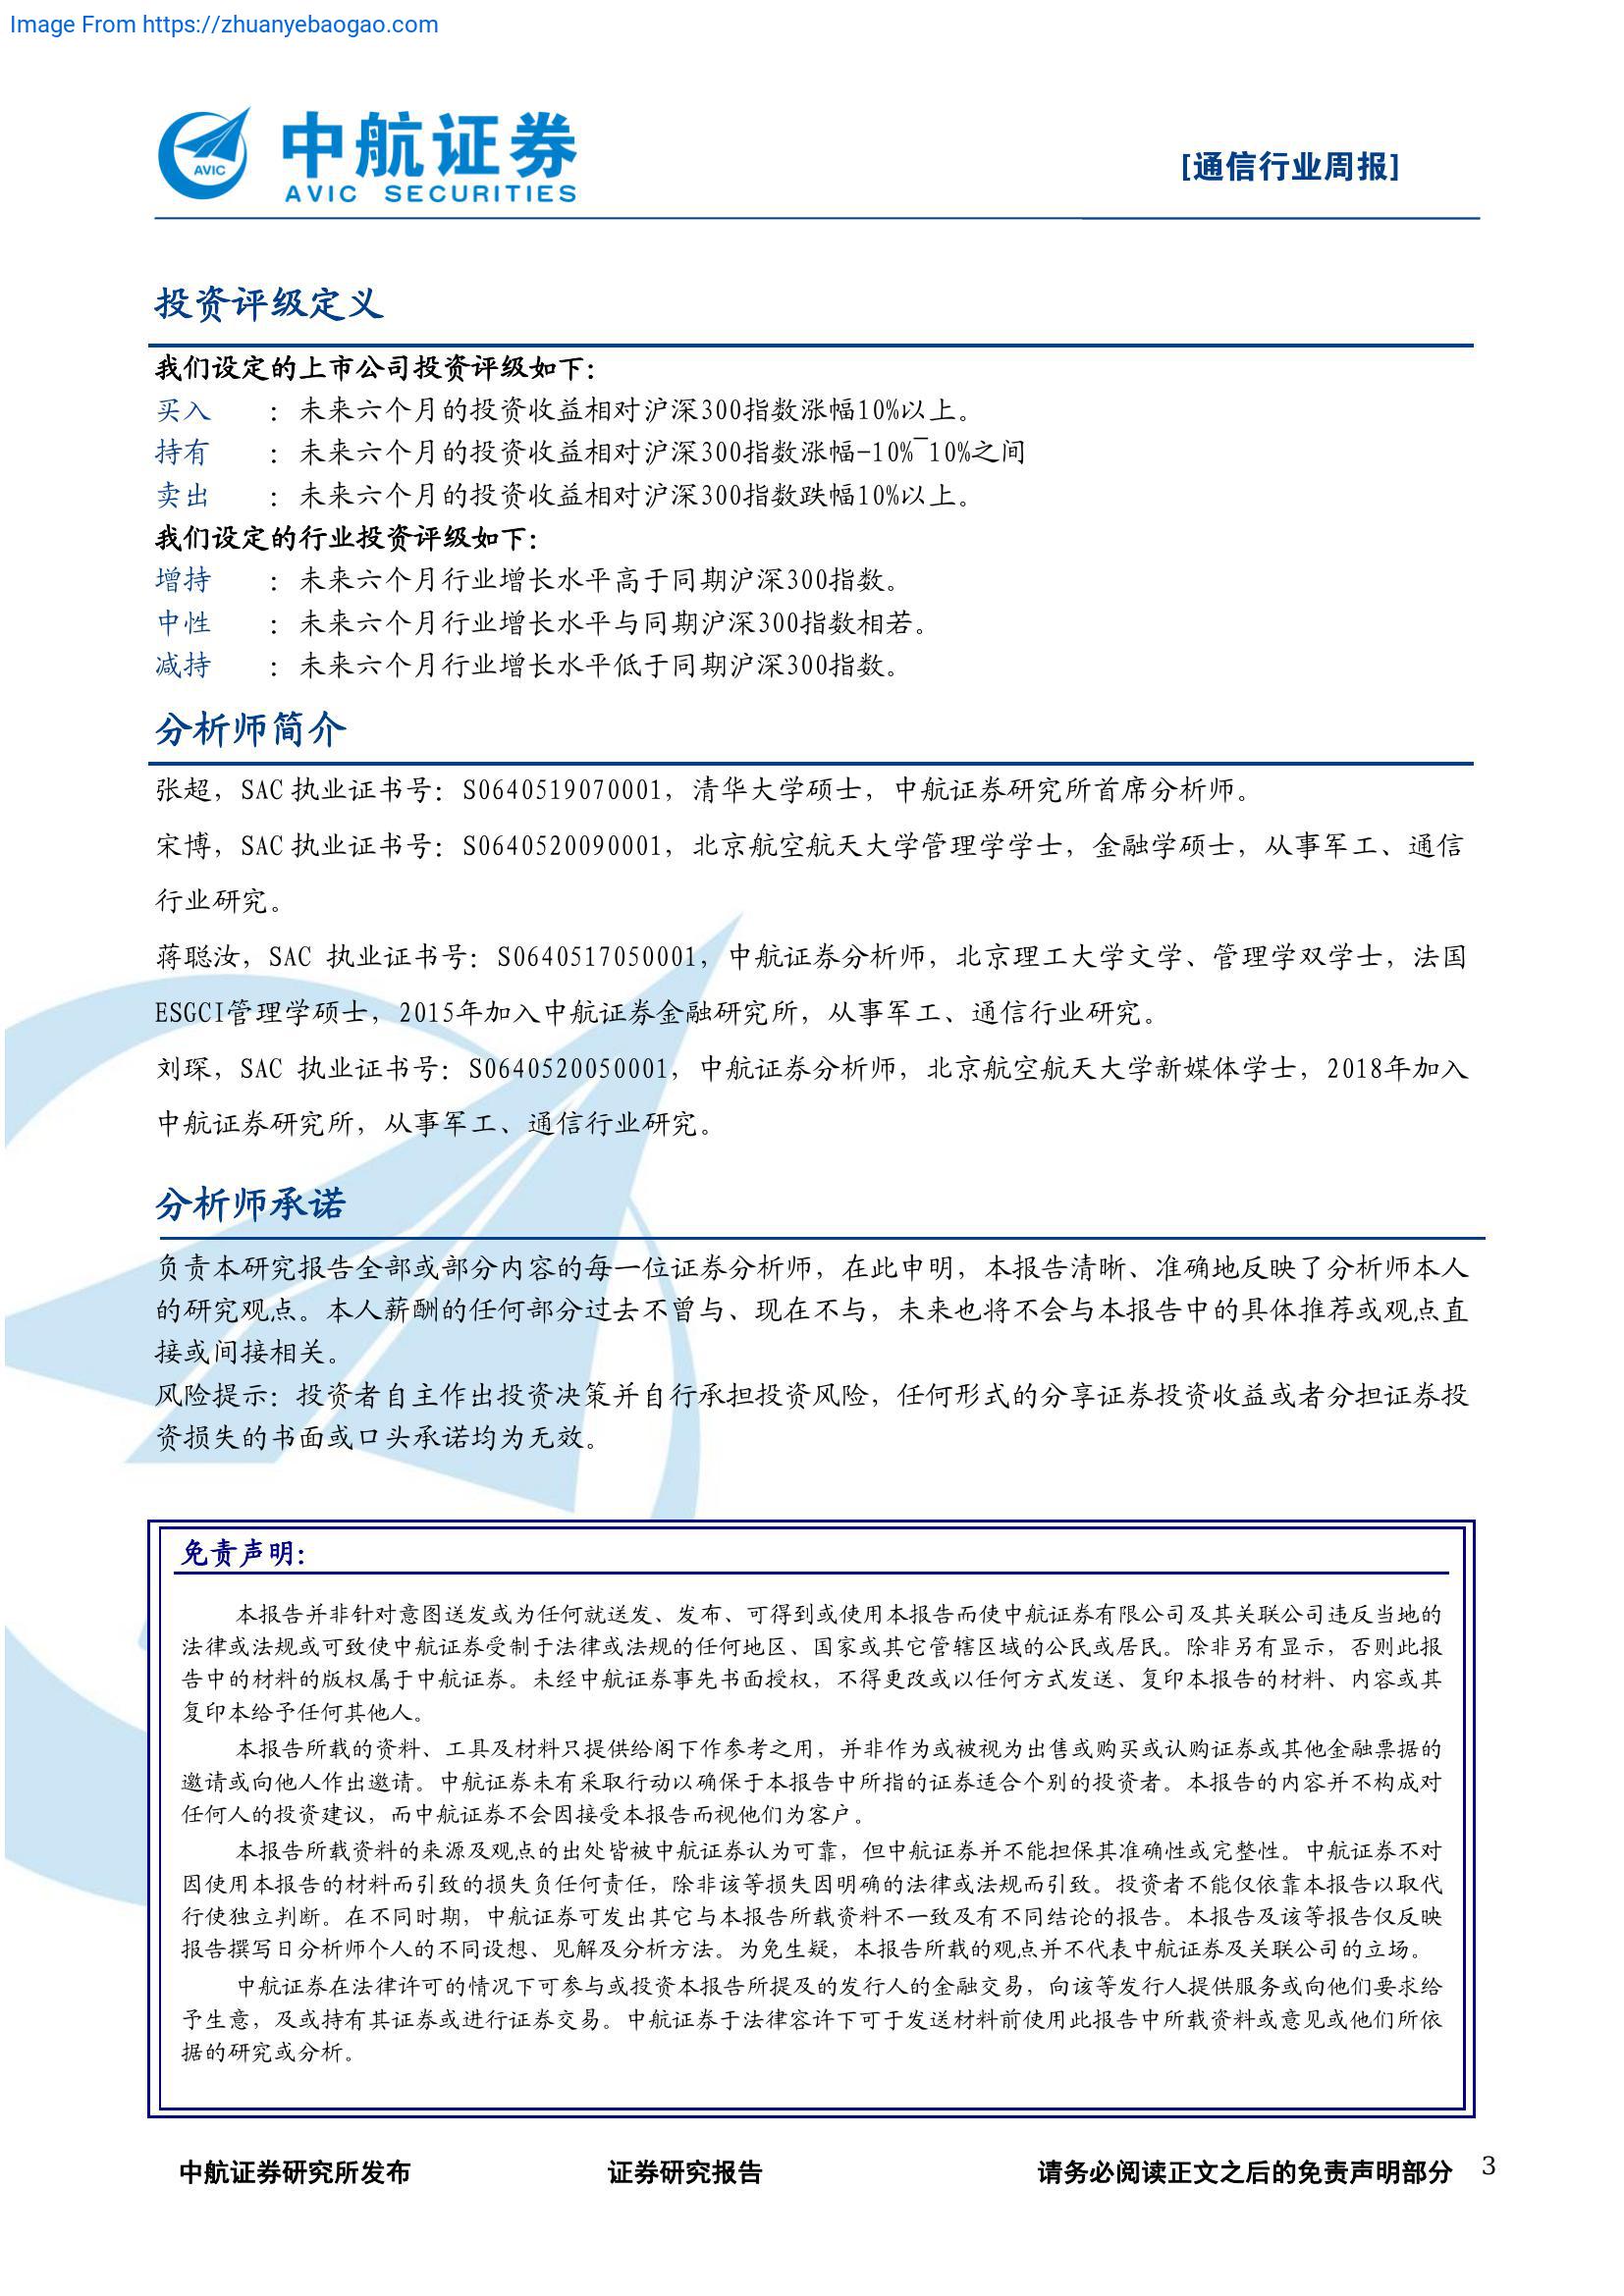 Image From https://zhuanyebaogao.com
AVIC
中航证券
AVIC SECURITIES
[通信行业周报]
投资评级定义
我们设定的上市公司投资评级如下：
买入 ：未来六个月的投资收益相对沪深300指数涨幅10%以上。
持有 ：未来六个月的投资收益相对沪深300指数涨幅-10%~10%之间
卖出 ：未来六个月的投资收益相对沪深300指数跌幅10%以上。
我们设定的行业投资评级如下：
增持 ：未来六个月行业增长水平高于同期沪深300指数。
中性 ：未来六个月行业增长水平与同期沪深300指数相若。
减持 ：未来六个月行业增长水平低于同期沪深300指数。
分析师简介
张超，SAC 执业证书号：S0640519070001，清华大学硕士，中航证券研究所首席分析师。
宋博，SAC 执业证书号：S0640520090001，北京航空航天大学管理学学士，金融学硕士，从事军工、通信
行业研究。
蒋聪汝，SAC 执业证书号：S0640517050001，中航证券分析师，北京理工大学文学、管理学双学士，法国
ESGCI管理学硕士，2015年加入中航证券金融研究所，从事军工、通信行业研究。
刘琛，SAC 执业证书号：S0640520050001，中航证券分析师，北京航空航天大学新媒体学士，2018年加入
中航证券研究所，从事军工、通信行业研究。
分析师承诺
负责本研究报告全部或部分内容的每一位证券分析师，在此申明，本报告清晰、准确地反映了分析师本人
的研究观点。本人薪酬的任何部分过去不曾与、现在不与，未来也将不会与本报告中的具体推荐或观点直
接或间接相关。
风险提示：投资者自主作出投资决策并自行承担投资风险，任何形式的分享证券投资收益或者分担证券投
资损失的书面或口头承诺均为无效。
免责声明：
本报告并非针对意图送发或为任何就送发、发布、可得到或使用本报告而使中航证券有限公司及其关联公司违反当地的
法律或法规或可致使中航证券受制于法律或法规的任何地区、国家或其它管辖区域的公民或居民。除非另有显示，否则此报
告中的材料的版权属于中航证券。未经中航证券事先书面授权，不得更改或以任何方式发送、复印本报告的材料、内容或其
复印本给予任何其他人。
本报告所载的资料、工具及材料只提供给阁下作参考之用，并非作为或被视为出售或购买或认购证券或其他金融票据的
邀请或向他人作出邀请。中航证券未有采取行动以确保于本报告中所指的证券适合个别的投资者。本报告的内容并不构成对
任何人的投资建议，而中航证券不会因接受本报告而视他们为客户。
本报告所载资料的来源及观点的出处皆被中航证券认为可靠，但中航证券并不能担保其准确性或完整性。中航证券不对
因使用本报告的材料而引致的损失负任何责任，除非该等损失因明确的法律或法规而引致。投资者不能仅依靠本报告以取代
行使独立判断。在不同时期，中航证券可发出其它与本报告所载资料不一致及有不同结论的报告。本报告及该等报告仅反映
报告撰写日分析师个人的不同设想、见解及分析方法。为免生疑，本报告所载的观点并不代表中航证券及关联公司的立场。
中航证券在法律许可的情况下可参与或投资本报告所提及的发行人的金融交易，向该等发行人提供服务或向他们要求给
予生意，及或持有其证券或进行证券交易。中航证券于法律容许下可于发送材料前使用此报告中所载资料或意见或他们所依
据的研究或分析。
中航证券研究所发布 证券研究报告 请务必阅读正文之后的免责声明部分 3